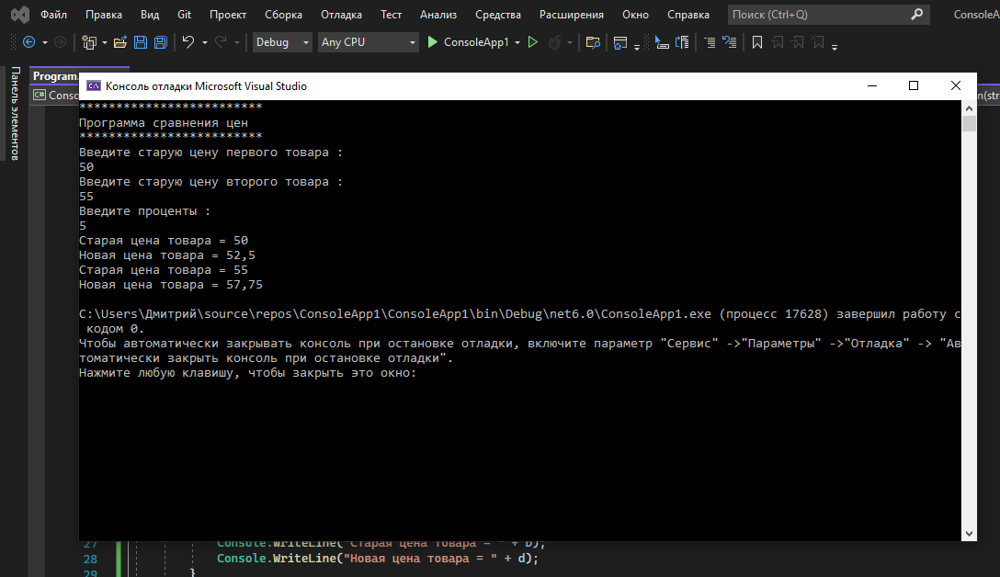 Файл Правка Вид Git Проект Сборка Отладка Тест Анализ Средства Расширения Окно Справка Поиск (Ctrl+Q) ConsoleA
Debug Any CPU ConsoleApp1
Панель элементов
Program.
Консоль отладки Microsoft Visual Studio
C# Conso
n(str
*************************
Программа сравнения цен
*************************
Введите старую цену первого товара :
50
Введите старую цену второго товара :
55
Введите проценты :
5
Старая цена товара = 50
Новая цена товара = 52,5
Старая цена товара = 55
Новая цена товара = 57,75
C:\Users\Дмитрий\source\repos\ConsoleApp1\ConsoleApp1\bin\Debug\net6.0\ConsoleApp1.exe (процесс 17628) завершил работу с
кодом 0.
Чтобы автоматически закрывать консоль при остановке отладки, включите параметр "Сервис" ->"Параметры" ->"Отладка" -> "Ав
томатически закрыть консоль при остановке отладки".
Нажмите любую клавишу, чтобы закрыть это окно:
27 Console.WriteLine("Старая цена товара = " + b);
28 Console.WriteLine("Новая цена товара = " + d);
29 }